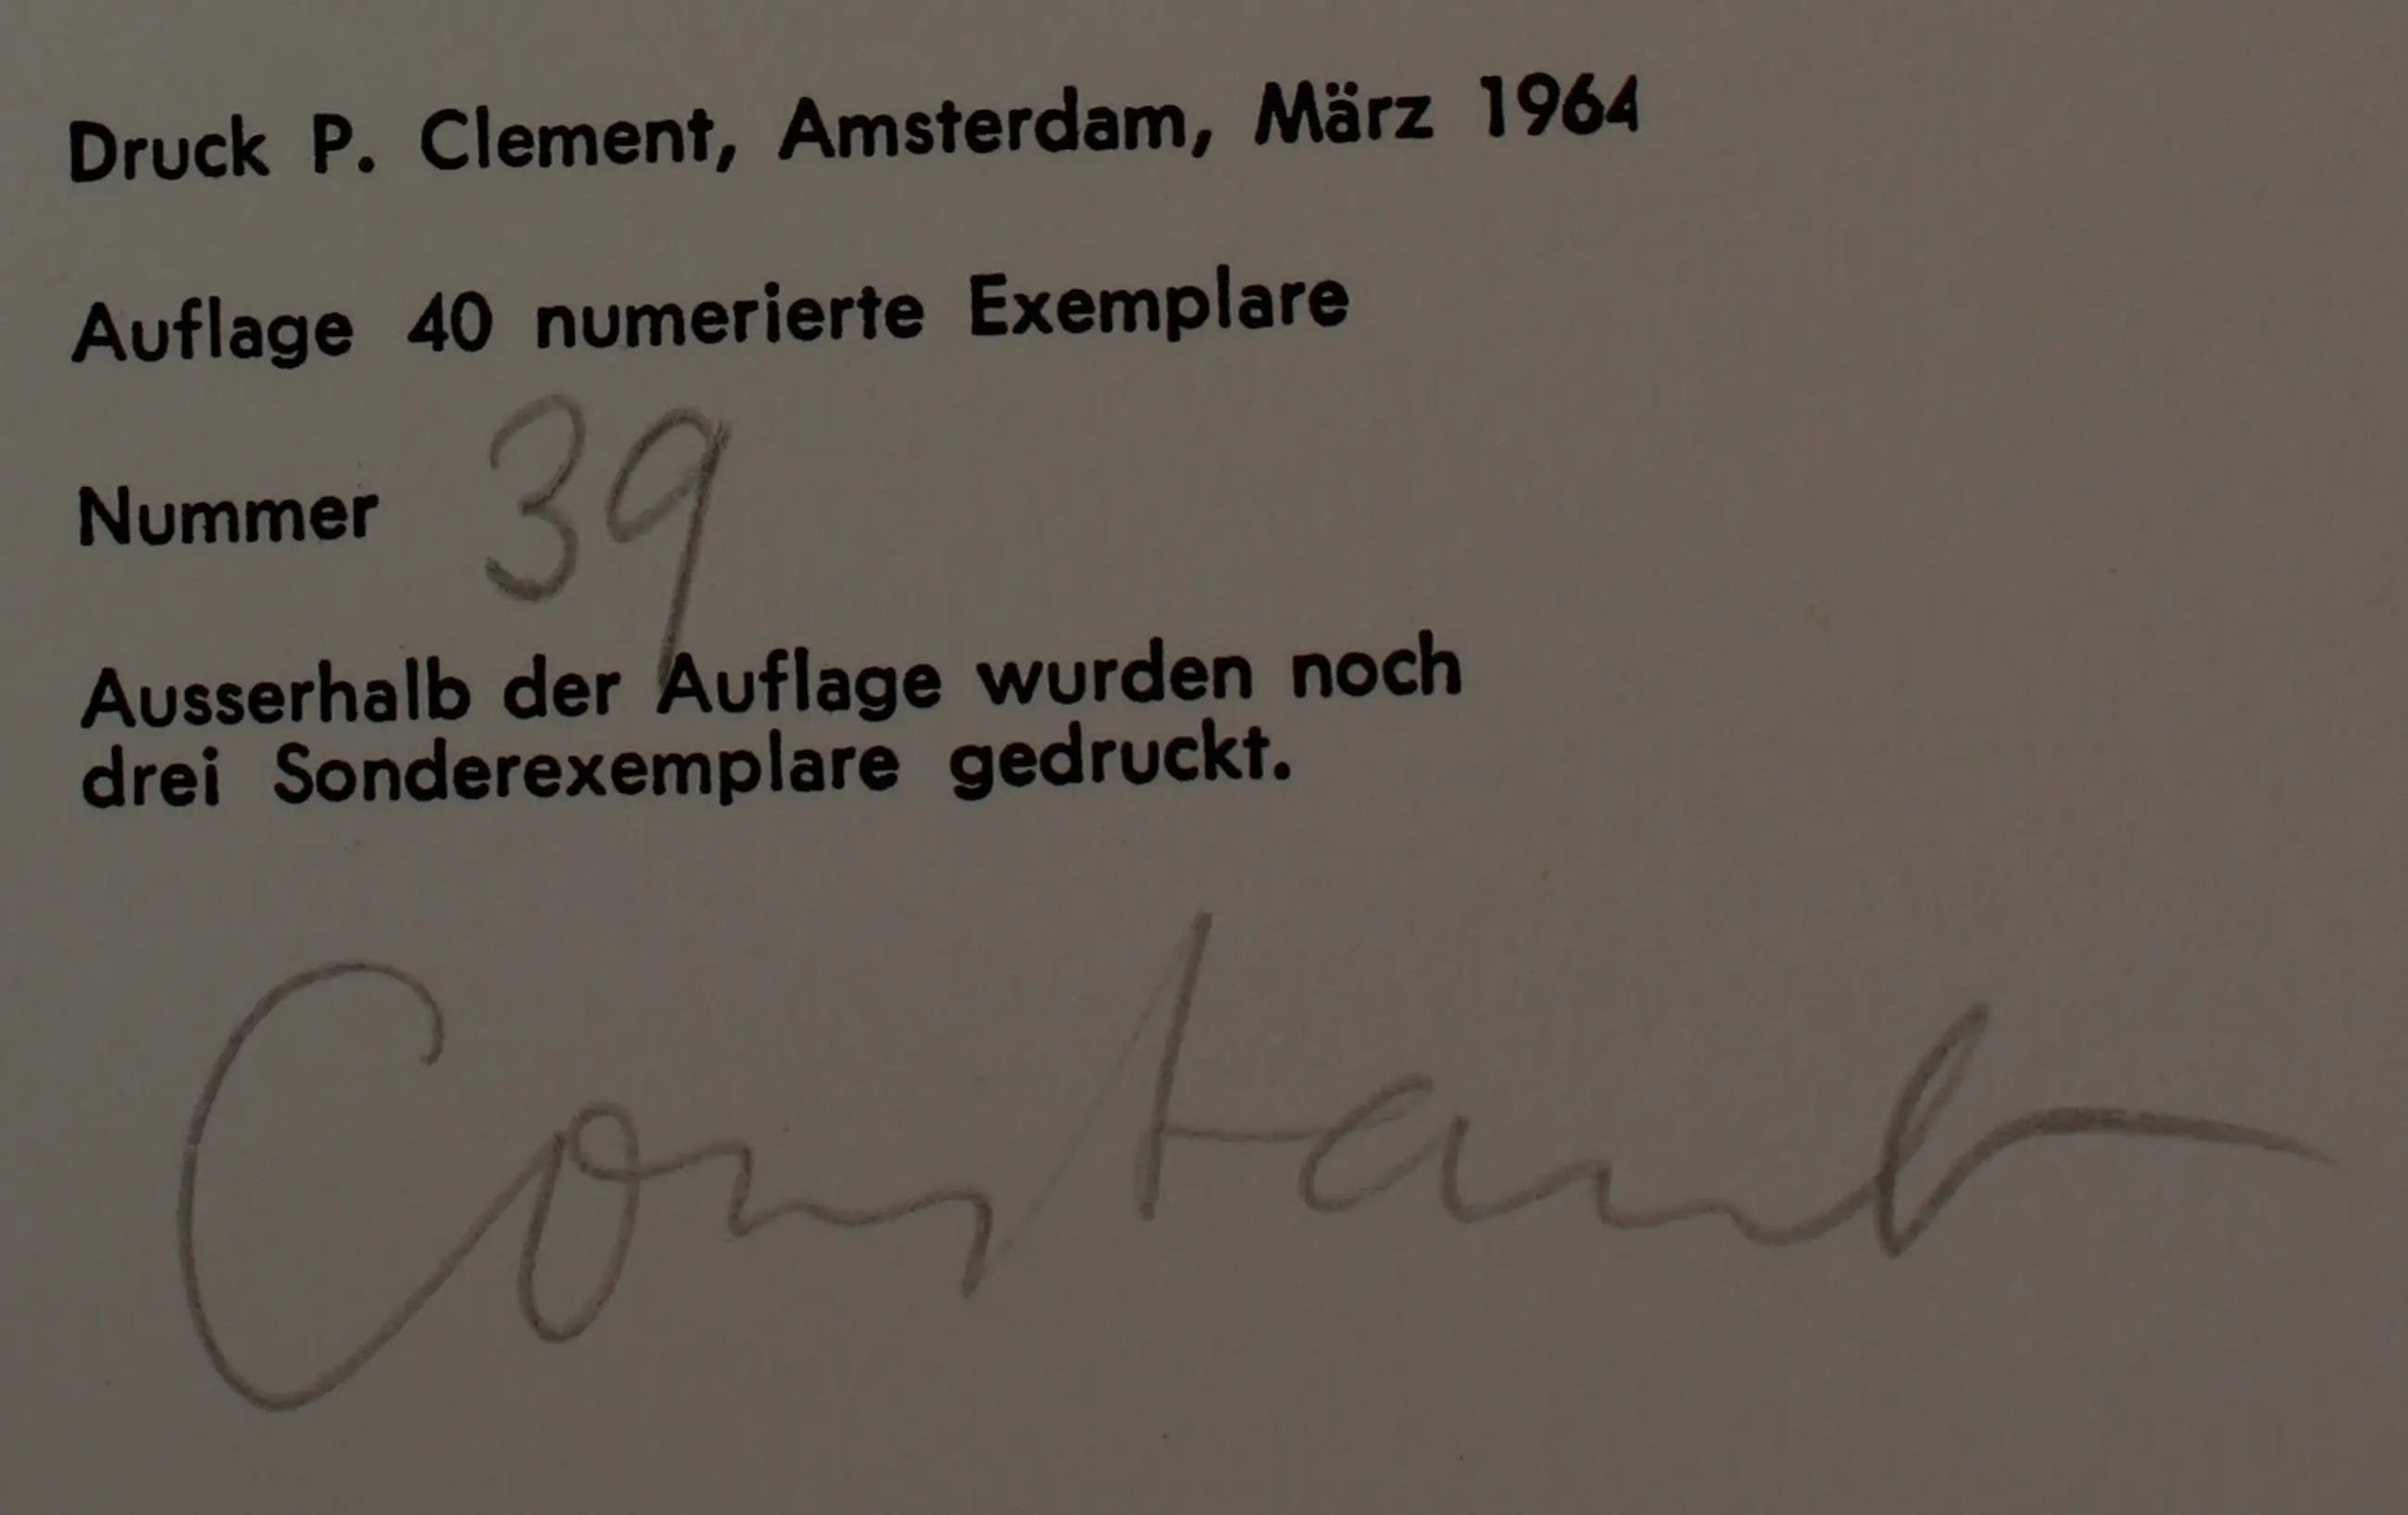 Druck P. Clement, Amsterdam, März 1964
Auflage 40 numerierte Exemplare
Nummer 39
Ausserhalb der Auflage wurden noch
drei Sonderexemplare gedruckt.
Constant